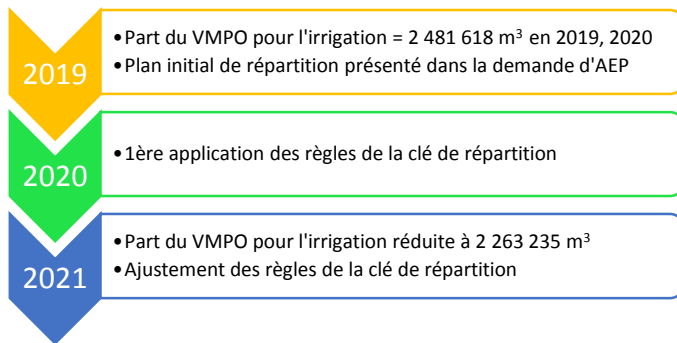 2019
•Part du VMPO pour l'irrigation = 2 481 618 m³ en 2019, 2020
•Plan initial de répartition présenté dans la demande d'AEP
2020
•1ère application des règles de la clé de répartition
2021
•Part du VMPO pour l'irrigation réduite à 2 263 235 m³
•Ajustement des règles de la clé de répartition